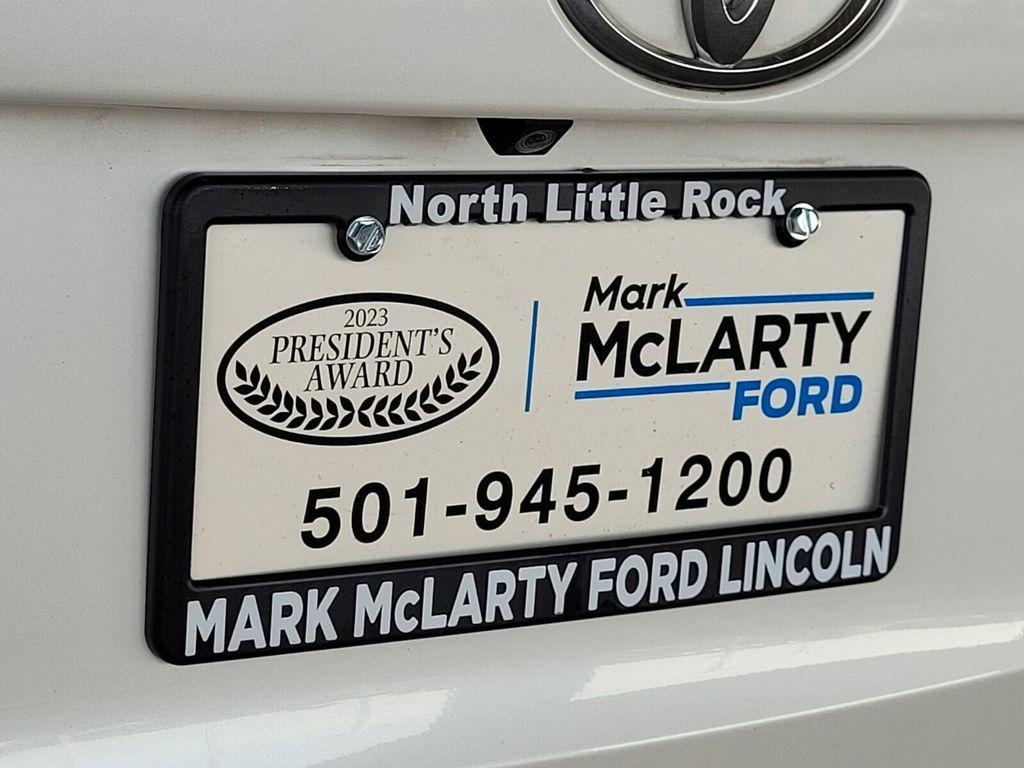 North Little Rock
2023
PRESIDENT'S
AWARD
Mark
McLARTY
FORD
501-945-1200
MARK McLARTY FORD LINCOLN